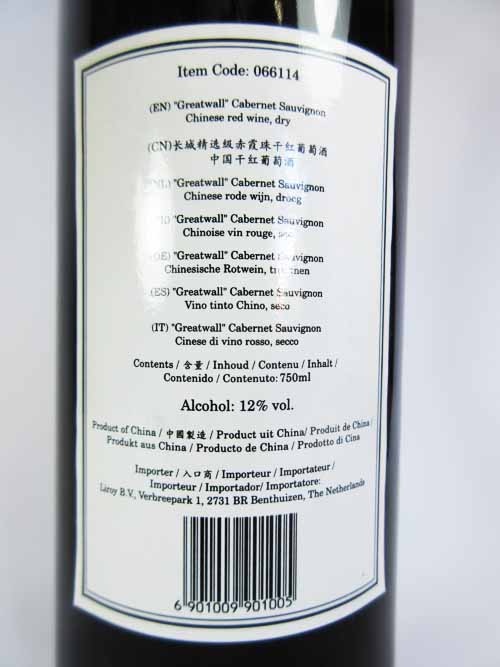 Item Code: 066114
(EN) "Greatwall" Cabernet Sauvignon
Chinese red wine, dry
(CN)长城精选级赤霞珠干红葡萄酒
中国干红葡萄酒
"Greatwall" Cabernet Sauvignon
Chinese rode wijn, droog
"Greatwall" Cabernet Sauvignon
Chinoise vin rouge,
"Greatwall" Cabernet Sauvignon
Chinesische Rotwein,
(ES) "Greatwall" Cabernet Sauvignon
Vino tinto Chino, seco
(IT) "Greatwall" Cabernet Sauvignon
Cinese di vino rosso, secco
Contents / 含量 / Inhoud / Contenu / Inhalt /
Contenido / Contenuto: 750ml
Alcohol: 12% vol.
Product of China / 中國製造 / Product uit China/ Produit de China /
Produkt aus China / Producto de China / Prodotto di Cina
Importer / 入口商 / Importeur / Importateur /
Importeur / Importador/ Importatore:
Liroy B.V., Verbreepark 1, 2731 BR Benthuizen, The Netherlands
6 901009 901005